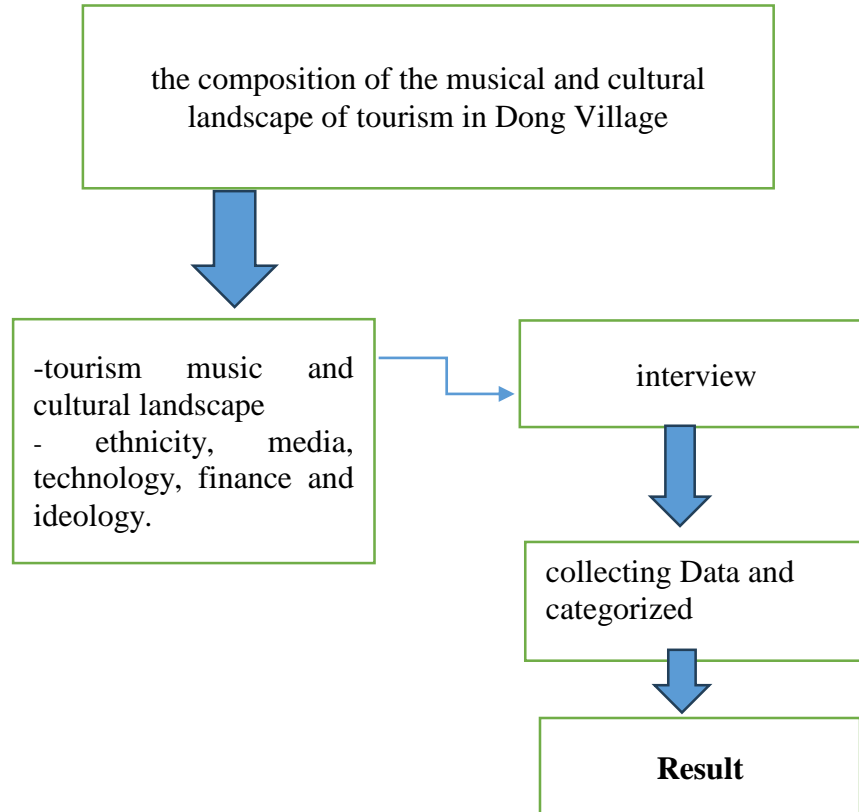 the composition of the musical and cultural
landscape of tourism in Dong Village
-tourism music and
cultural landscape
- ethnicity, media,
technology, finance and
ideology.
interview
collecting Data and
categorized
Result